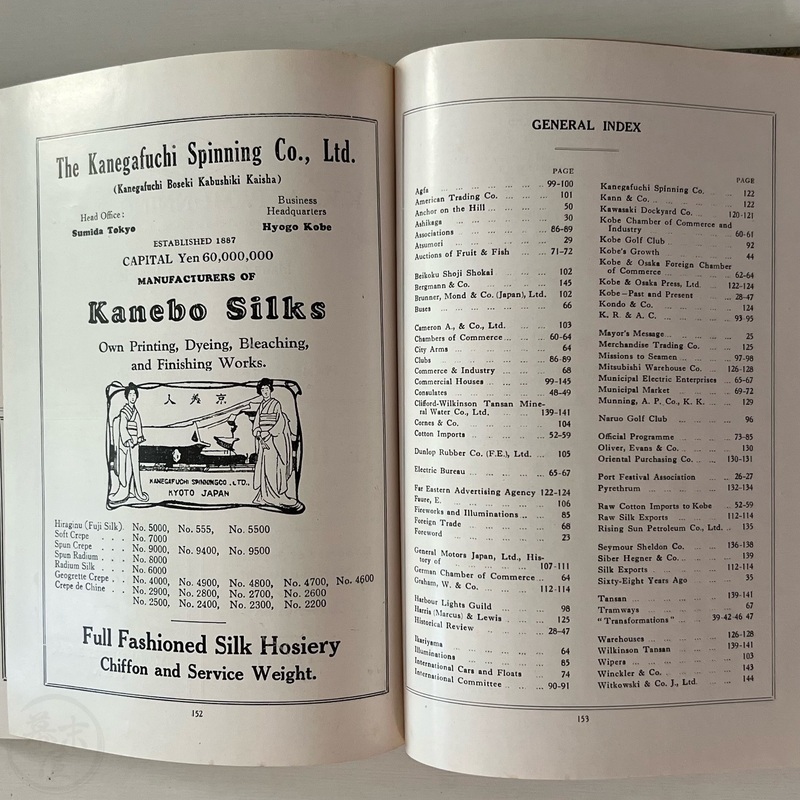 The Kanegafuchi Spinning Co., Ltd.
(Kanegafuchi Boseki Kabushiki Kaisha)
Head Office:
Sumida Tokyo
Business
Headquarters
Hyogo Kobe
ESTABLISHED 1887
CAPITAL Yen 60,000,000
MANUFACTURERS OF
Kanebo Silks
Own Printing, Dyeing, Bleaching,
and Finishing Works.
人美京
KANEGAFUCHI SPINNING CO., LTD.,
KYOTO JAPAN
Hiraginu (Fuji Silk). No. 5000, No. 555, No. 5500
Soft Crepe . . No. 7000
Spun Crepe . . No. 9000, No. 9400, No. 9500
Spun Radium . . No. 8000
Radium Silk . . No. 6000
Georgette Crepe . . No. 4000, No. 4900, No. 4800, No. 4700, No. 4600
Crepe de Chine . . No. 2900, No. 2800, No. 2700, No. 2600
No. 2500, No. 2400, No. 2300, No. 2200
Full Fashioned Silk Hosiery
Chiffon and Service Weight.
152
GENERAL INDEX
PAGE
Agfa 99-100
American Trading Co. 101
Anchor on the Hill 50
Ashikaga 30
Associations 86-89
Atsumori 29
Auctions of Fruit & Fish 71-72
Beikoku Shoji Shokai 102
Bergmann & Co. 145
Brunner, Mond & Co. (Japan), Ltd. 102
Buses 66
Cameron A., & Co., Ltd. 103
Chambers of Commerce 60-64
City Arms 64
Clubs 86-89
Commerce & Industry 68
Commercial Houses 99-145
Consulates 48-49
Clifford-Wilkinson Tansan Mine-
ral Water Co., Ltd. 139-141
Cornes & Co. 104
Cotton Imports 52-59
Dunlop Rubber Co. (F.E.), Ltd. 105
Electric Bureau 65-67
Far Eastern Advertising Agency 122-124
Faure, E. 106
Fireworks and Illuminations 85
Foreign Trade 68
Foreword 23
General Motors Japan, Ltd., His-
tory of 107-111
German Chamber of Commerce 64
Graham, W. & Co. 112-114
Harbour Lights Guild 98
Harris (Marcus) & Lewis 125
Historical Review 28-47
Ikariyama 64
Illuminations 85
International Cars and Floats 74
International Committee 90-91
PAGE
Kanegafuchi Spinning Co. 122
Kann & Co. 122
Kawasaki Dockyard Co. 120-121
Kobe Chamber of Commerce and
Industry 60-61
Kobe Golf Club 92
Kobe's Growth 44
Kobe & Osaka Foreign Chamber
of Commerce 62-64
Kobe & Osaka Press, Ltd. 122-124
Kobe—Past and Present 28-47
Kondo & Co. 124
K. R. & A. C. 93-95
Mayor's Message 25
Merchandise Trading Co. 125
Missions to Seamen 97-98
Mitsubishi Warehouse Co. 126-128
Municipal Electric Enterprises 65-67
Municipal Market 69-72
Munning, A. P. Co., K. K. 129
Naruo Golf Club 96
Official Programme 73-85
Oliver, Evans & Co. 130
Oriental Purchasing Co. 130-131
Port Festival Association 26-27
Pyrethrum 132-134
Raw Cotton Imports to Kobe 52-59
Raw Silk Exports 112-114
Rising Sun Petroleum Co., Ltd. 135
Seymour Sheldon Co. 136-138
Siber Hegner & Co. 139
Silk Exports 112-114
Sixty-Eight Years Ago 35
Tansan 139-141
Tramways 67
"Transformations" 39-42-46 47
Warehouses 126-128
Wilkinson Tansan 139-141
Wipers 103
Winckler & Co. 143
Witkowski & Co. J., Ltd. 144
153